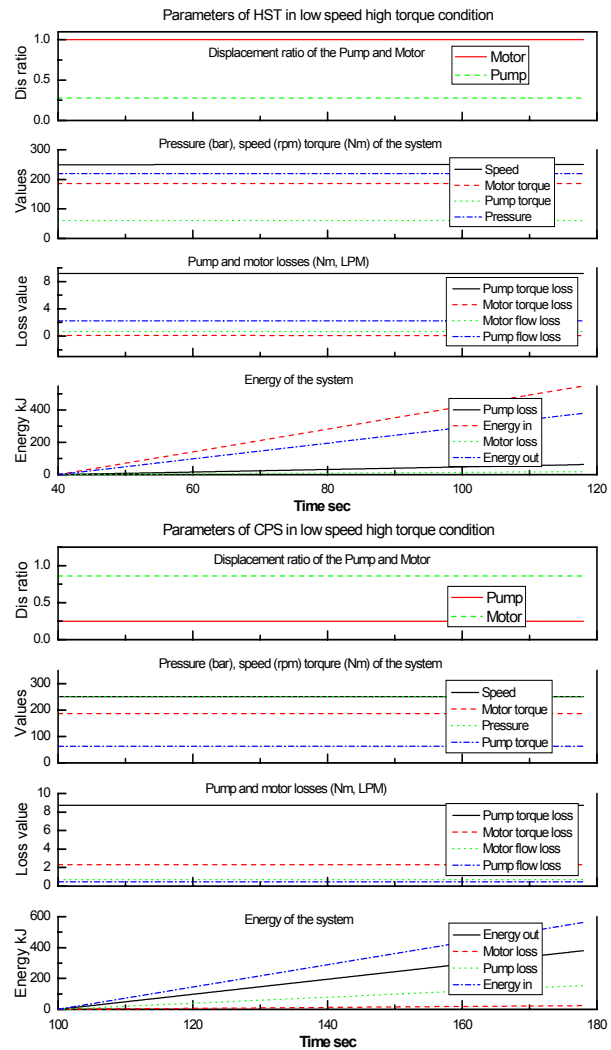 Parameters of HST in low speed high torque condition
1.0
0.5
0.0
Dis ratio
Displacement ratio of the Pump and Motor
Motor
Pump
Pressure (bar), speed (rpm) torqure (Nm) of the system
300
200
100
0
Values
Speed
Motor torque
Pump torque
Pressure
Pump and motor losses (Nm, LPM)
8
4
0
Loss value
Pump torque loss
Motor torque loss
Motor flow loss
Pump flow loss
Energy of the system
400
200
0
Energy kJ
Pump loss
Energy in
Motor loss
Energy out
40 60 80 100 120
Time sec
Parameters of CPS in low speed high torque condition
1.0
0.5
0.0
Dis ratio
Displacement ratio of the Pump and Motor
Pump
Motor
Pressure (bar), speed (rpm) torqure (Nm) of the system
300
200
100
0
Values
Speed
Motor torque
Pressure
Pump torque
Pump and motor losses (Nm, LPM)
10
8
6
4
2
0
Loss value
Pump torque loss
Motor torque loss
Motor flow loss
Pump flow loss
Energy of the system
600
400
200
0
Energy kJ
Energy out
Motor loss
Pump loss
Energy in
100 120 140 160 180
Time sec